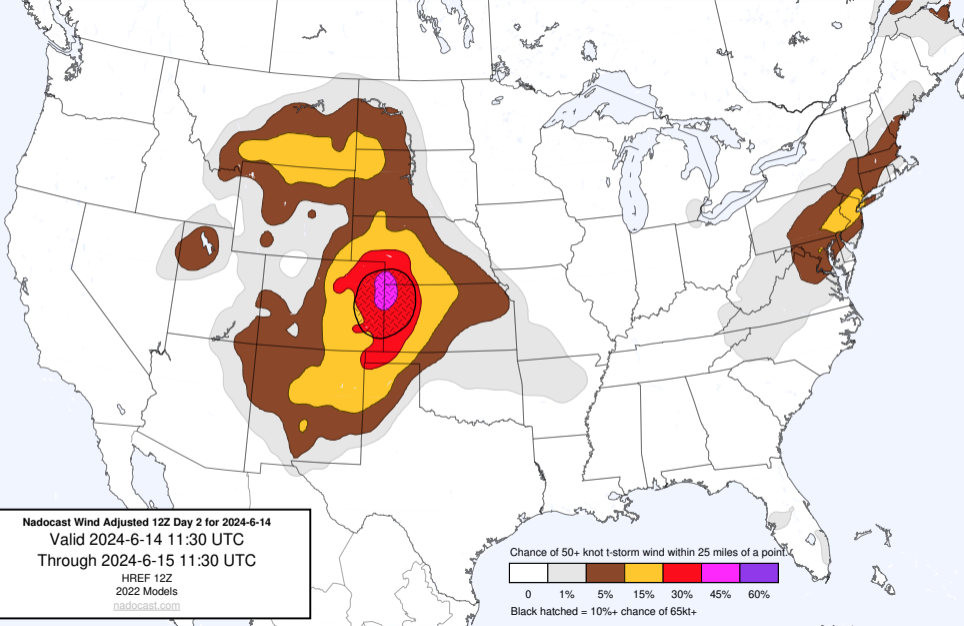 Nadocast Wind Adjusted 12Z Day 2 for 2024-6-14
Valid 2024-6-14 11:30 UTC
Through 2024-6-15 11:30 UTC
HREF 12Z
2022 Models
nadocast.com
Chance of 50+ knot t-storm wind within 25 miles of a point.
0 1% 5% 15% 30% 45% 60%
Black hatched = 10%+ chance of 65kt+